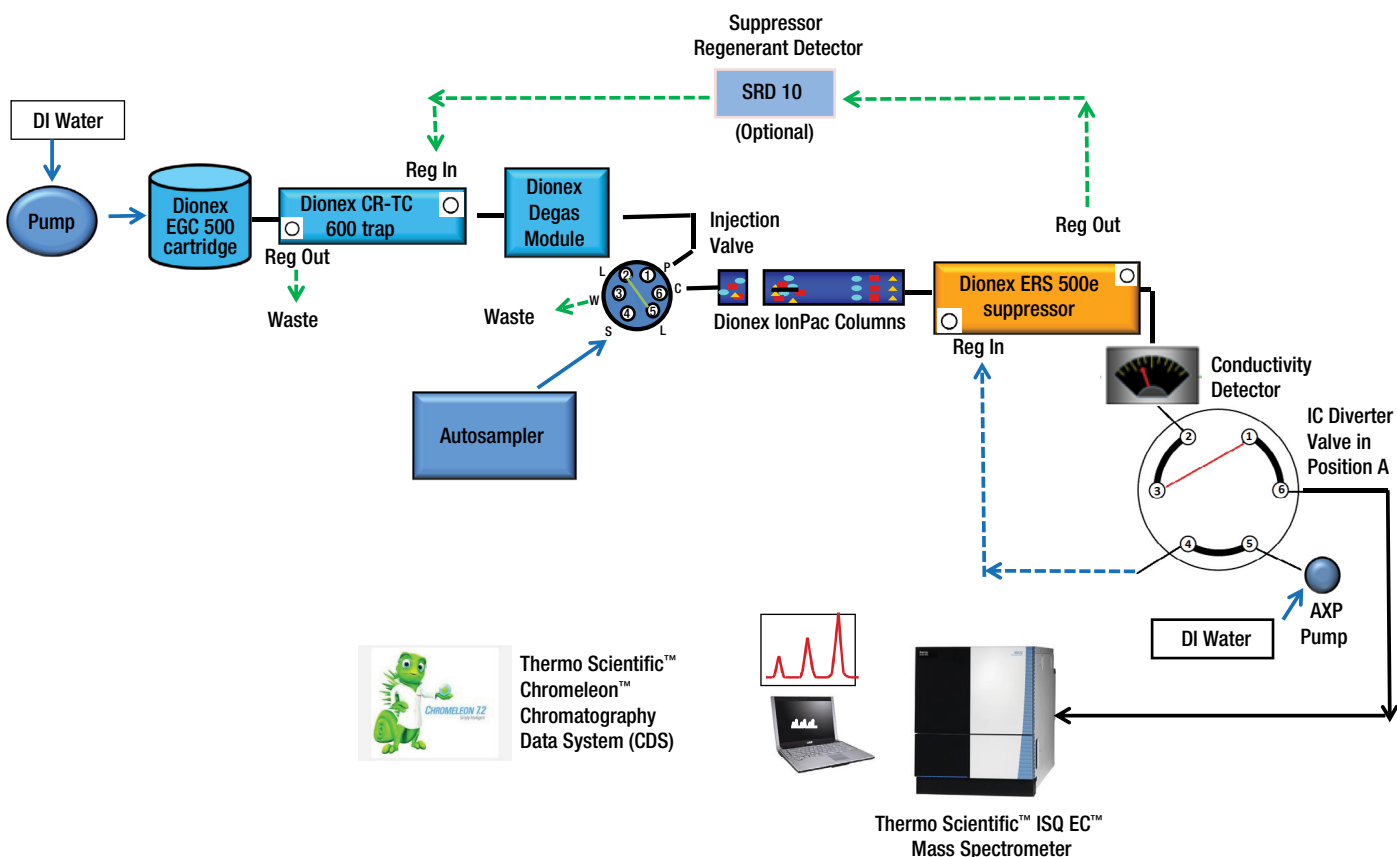 Suppressor
Regenerant Detector
SRD 10
(Optional)
DI Water
Pump
Dionex
EGC 500
cartridge
Reg In
Dionex CR-TC
600 trap
Reg Out
Waste
Dionex
Degas
Module
Injection
Valve
L
P
2
1
W
3
6
C
4
5
S
L
Waste
Autosampler
Dionex IonPac Columns
Reg Out
Dionex ERS 500e
suppressor
Reg In
Conductivity
Detector
IC Diverter
Valve in
Position A
2
1
3
6
4
5
AXP
Pump
DI Water
CHROMELEON 7.2
Thermo Scientific™
Chromeleon™
Chromatography
Data System (CDS)
Thermo Scientific™ ISQ EC™
Mass Spectrometer